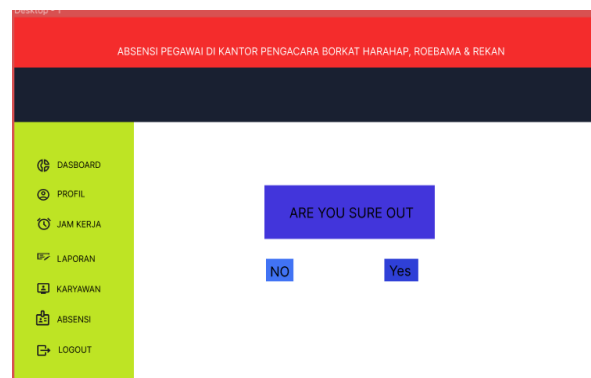 Desktop - 7
ABSENSI PEGAWAI DI KANTOR PENGACARA BORKAT HARAHAP, ROEBAMA & REKAN
DASBOARD
PROFIL
JAM KERJA
LAPORAN
KARYAWAN
ABSENSI
LOGOUT
ARE YOU SURE OUT
NO
Yes